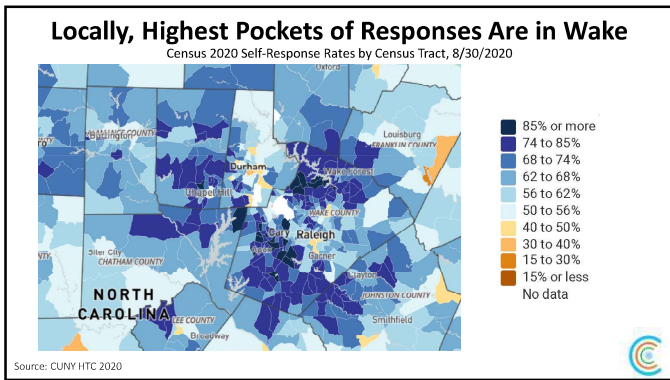 Locally, Highest Pockets of Responses Are in Wake
Census 2020 Self-Response Rates by Census Tract, 8/30/2020
Oxford
Burlington
Louisburg
FRANKLIN COUNTY
Durham
Wake Forest
Chapel Hill
WAKE COUNTY
Cary
Raleigh
Apex
Garner
Siler City
CHATHAM COUNTY
Clayton
NORTH
CAROLINA
JOHNSTON COUNTY
LEE COUNTY
Smithfield
Broadway
85% or more
74 to 85%
68 to 74%
62 to 68%
56 to 62%
50 to 56%
40 to 50%
30 to 40%
15 to 30%
15% or less
No data
Source: CUNY HTC 2020